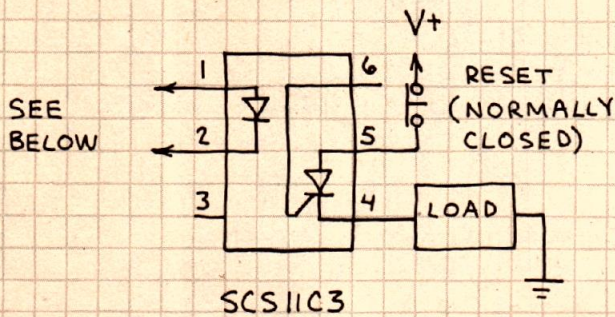 V+
1
6
RESET
(NORMALLY
CLOSED)
SEE
BELOW
2
5
3
4
LOAD
SCS11C3